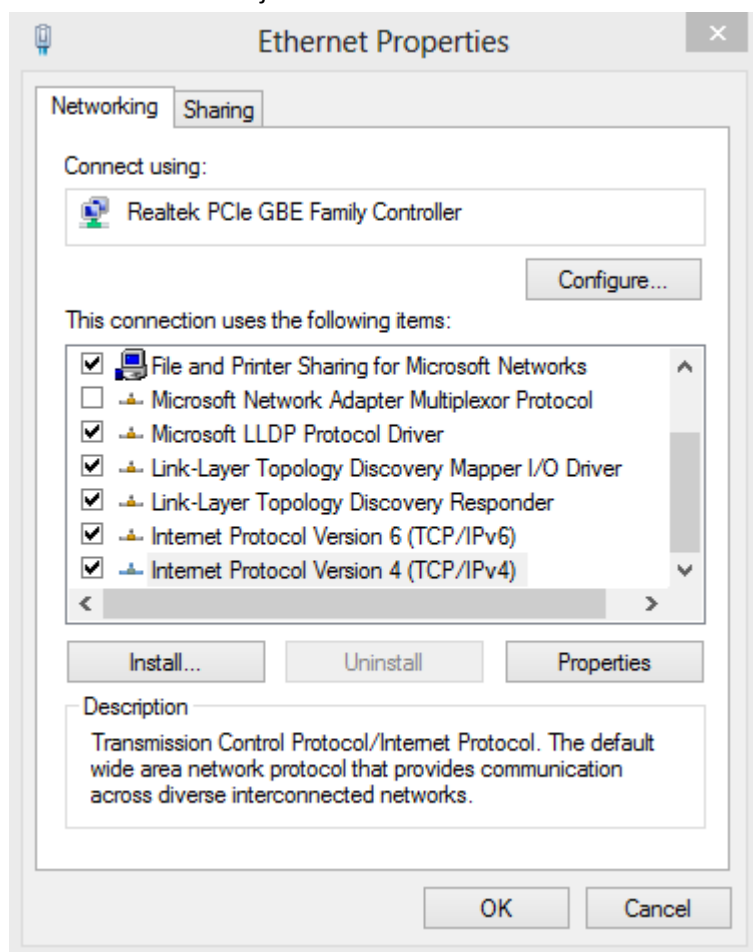 Ethernet Properties
Networking
Sharing
Connect using:
Realtek PCIe GBE Family Controller
Configure...
This connection uses the following items:
File and Printer Sharing for Microsoft Networks
Microsoft Network Adapter Multiplexor Protocol
Microsoft LLDP Protocol Driver
Link-Layer Topology Discovery Mapper I/O Driver
Link-Layer Topology Discovery Responder
Internet Protocol Version 6 (TCP/IPv6)
Internet Protocol Version 4 (TCP/IPv4)
Install...
Uninstall
Properties
Description
Transmission Control Protocol/Internet Protocol. The default
wide area network protocol that provides communication
across diverse interconnected networks.
OK
Cancel